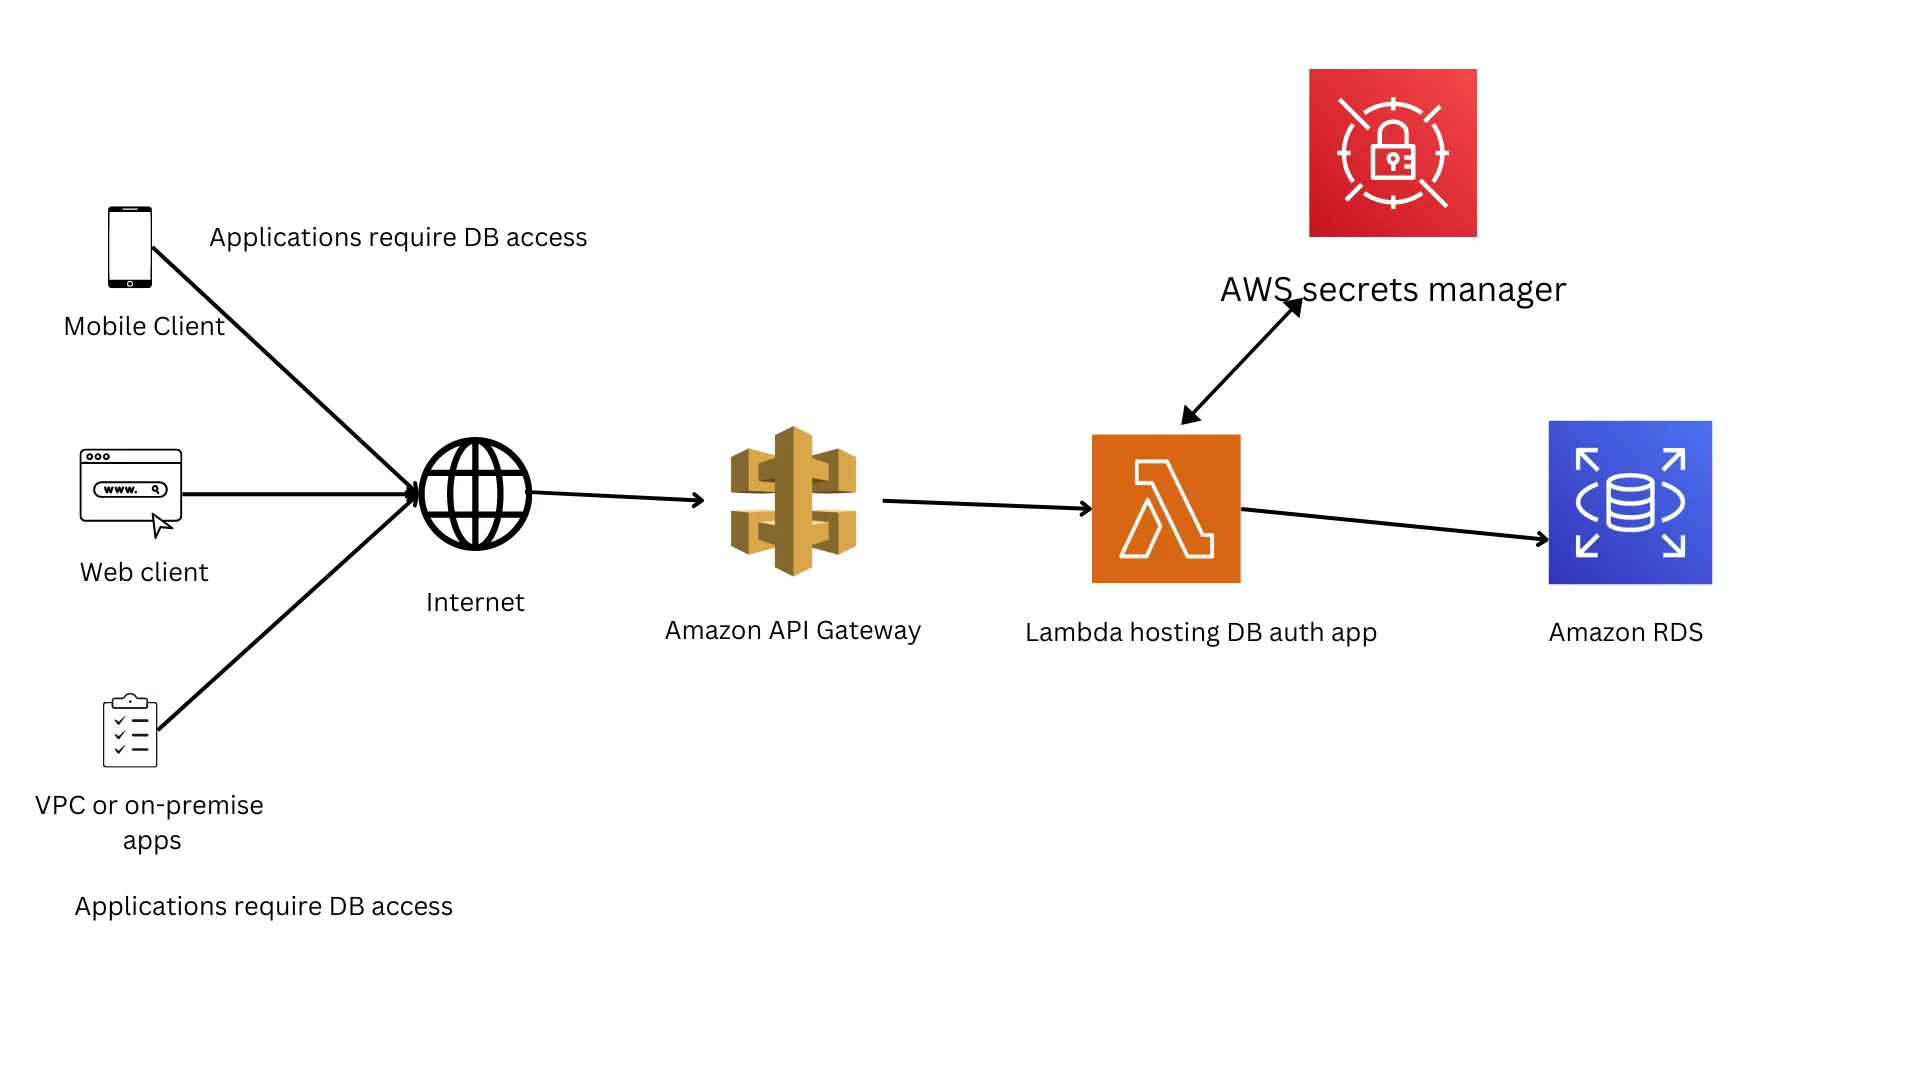 AWS secrets manager
Applications require DB access
Mobile Client
www.
Web client
Internet
Amazon API Gateway
Lambda hosting DB auth app
Amazon RDS
VPC or on-premise
apps
Applications require DB access